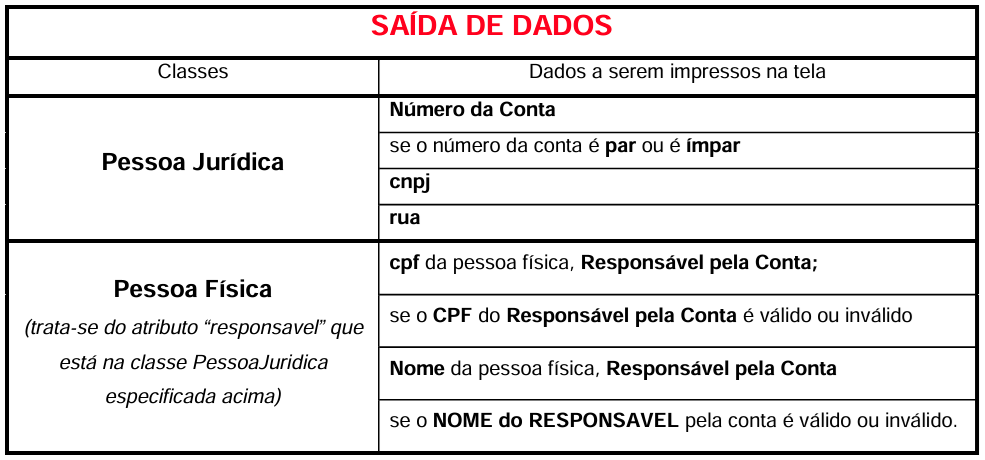 SAÍDA DE DADOS
Classes
Dados a serem impressos na tela
Pessoa Jurídica
Número da Conta
se o número da conta é par ou é ímpar
cnpj
rua
Pessoa Física
(trata-se do atributo “responsavel” que
está na classe PessoaJuridica
especificada acima)
cpf da pessoa física, Responsável pela Conta;
se o CPF do Responsável pela Conta é válido ou inválido
Nome da pessoa física, Responsável pela Conta
se o NOME do RESPONSAVEL pela conta é válido ou inválido.